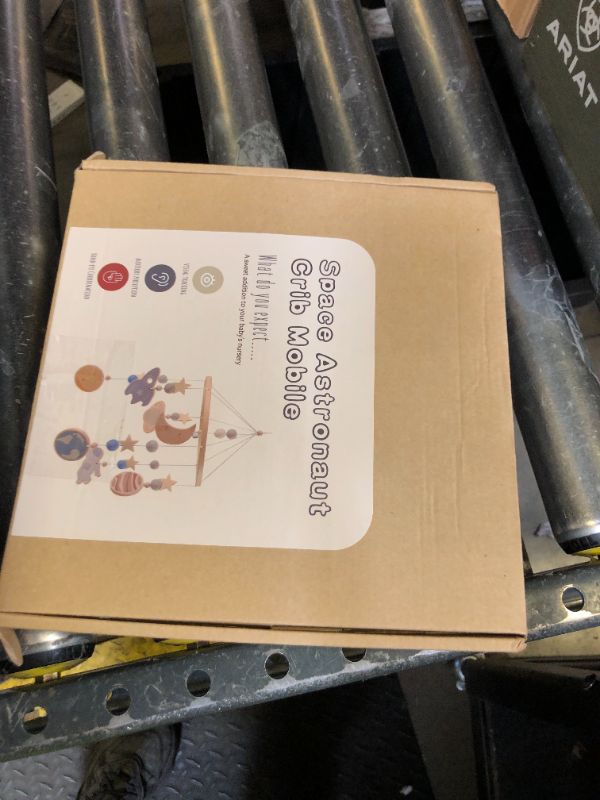 Space Astronaut
Crib Mobile
What do you expect.....
A sweet addition to your baby's nursery
ARIAT